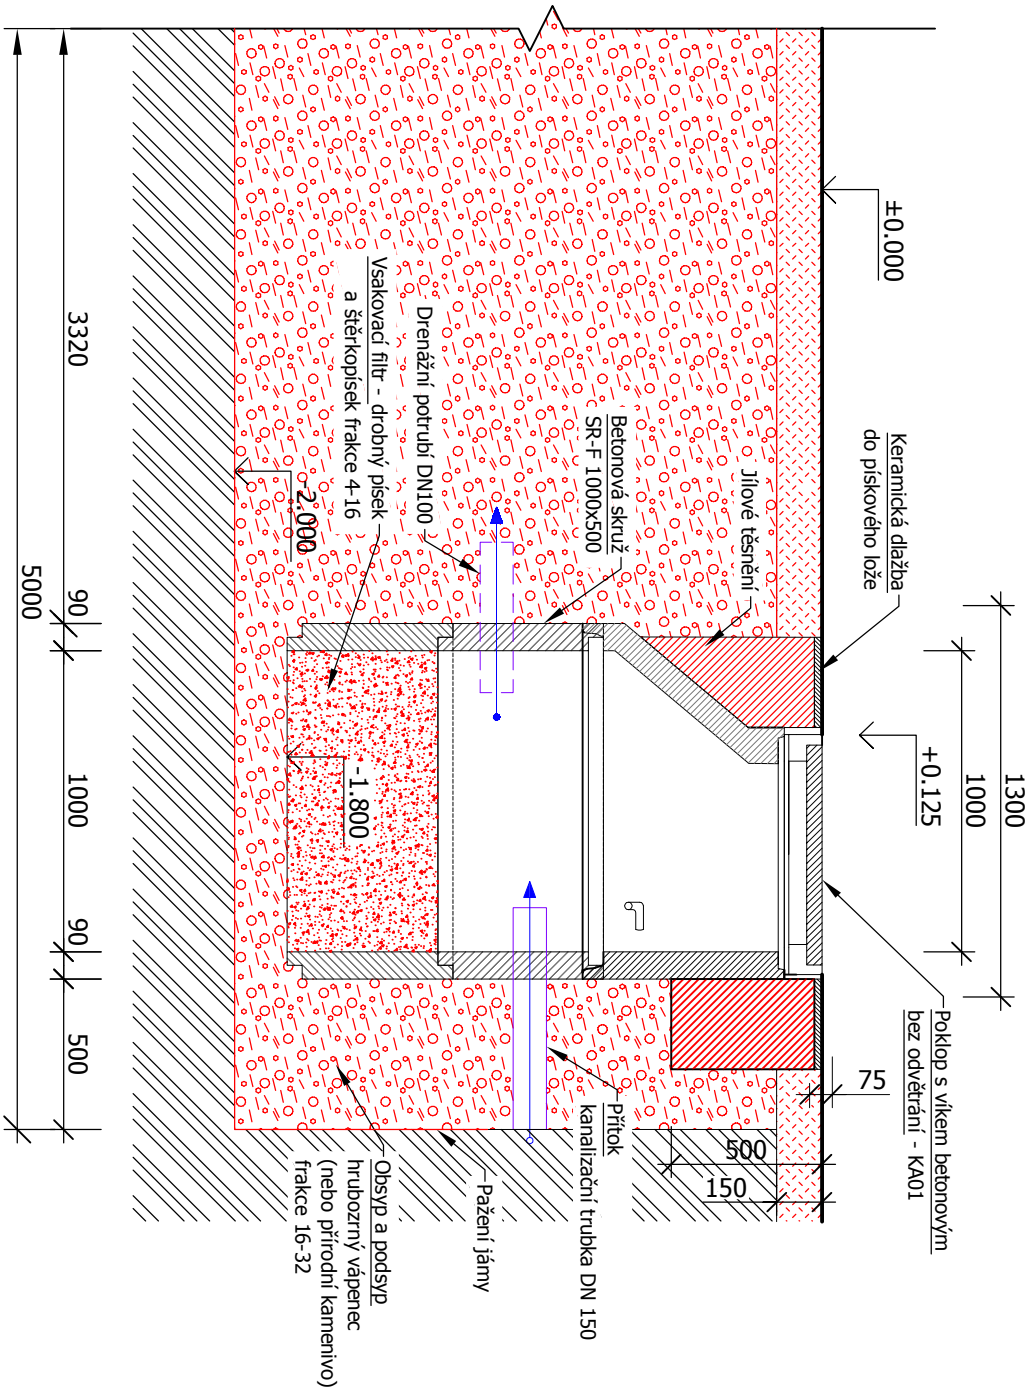 1300
1000
±0.000
+0.125
Keramická dlažba
do pískového lože
Poklop s víkem betonovým
bez odvětrání - KA01
75
500
150
Jílové těsnění
Betonová skruž
SR-F 1000x500
Přítok
kanalizační trubka DN 150
Drenážní potrubí DN100
Vsakovací filtr - drobný písek
a štěrkopísek frakce 4-16
Pažení jámy
-2.000
-1.800
Obsyp a podsyp
hrubozrný vápenec
(nebo přírodní kamenivo)
frakce 16-32
3320
90
1000
90
500
5000